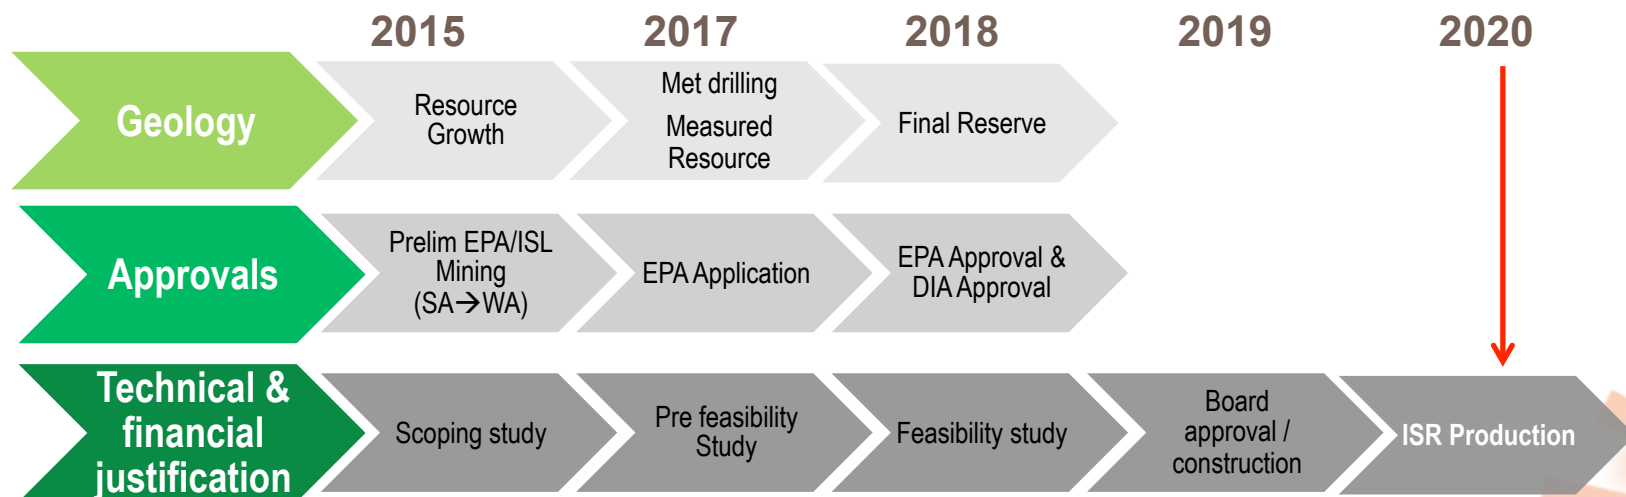 2015 2017 2018 2019 2020
Geology
Resource
Growth
Met drilling
Measured
Resource
Final Reserve
Approvals
Prelim EPA/ISL
Mining
(SA→WA)
EPA Application
EPA Approval &
DIA Approval
Technical &
financial
justification
Scoping study
Pre feasibility
Study
Feasibility study
Board
approval /
construction
ISR Production